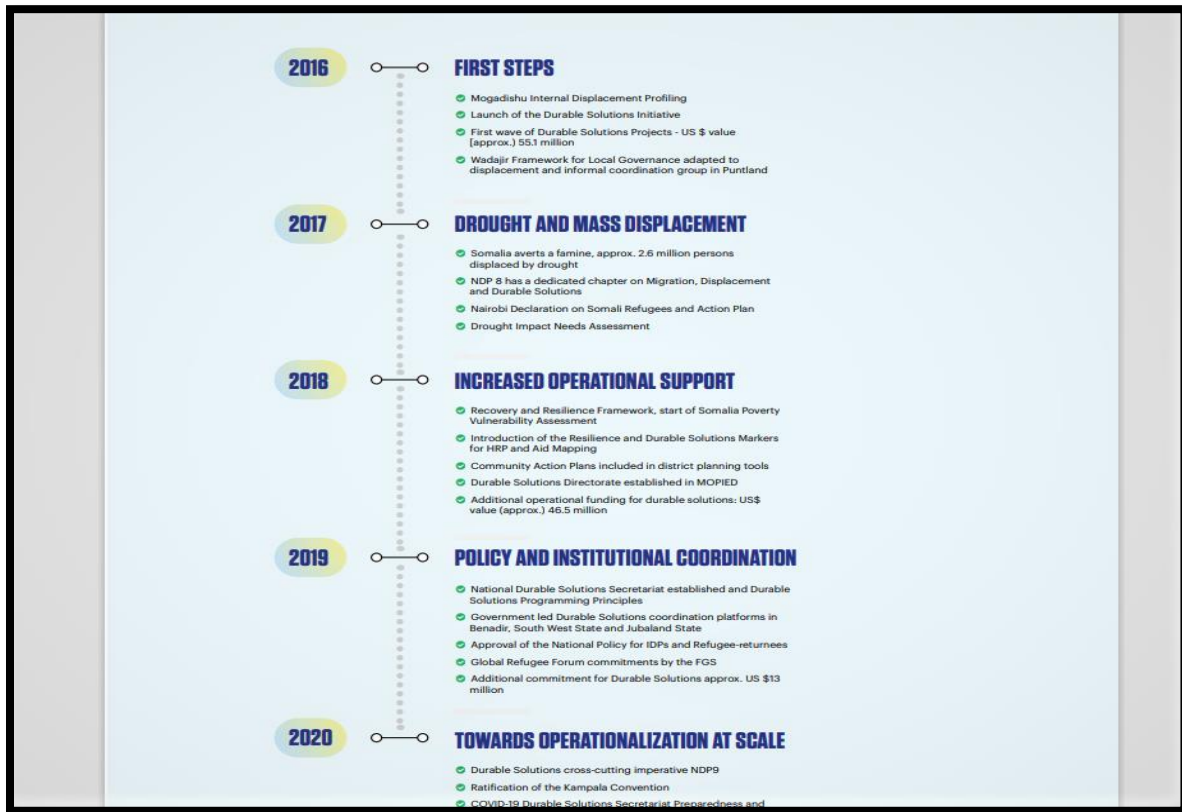 2016
FIRST STEPS
Mogadishu Internal Displacement Profiling
Launch of the Durable Solutions Initiative
First wave of Durable Solutions Projects - US $ value
[approx.) 55.1 million
Wadajir Framework for Local Governance adapted to
displacement and informal coordination group in Puntland
2017
DROUGHT AND MASS DISPLACEMENT
Somalia averts a famine, approx. 2.6 million persons
displaced by drought
NDP 8 has a dedicated chapter on Migration, Displacement
and Durable Solutions
Nairobi Declaration on Somali Refugees and Action Plan
Drought Impact Needs Assessment
2018
INCREASED OPERATIONAL SUPPORT
Recovery and Resilience Framework, start of Somalia Poverty
Vulnerability Assessment
Introduction of the Resilience and Durable Solutions Markers
for HRP and Aid Mapping
Community Action Plans included in district planning tools
Durable Solutions Directorate established in MOPIED
Additional operational funding for durable solutions: US$
value (approx.) 46.5 million
2019
POLICY AND INSTITUTIONAL COORDINATION
National Durable Solutions Secretariat established and Durable
Solutions Programming Principles
Government led Durable Solutions coordination platforms in
Benadir, South West State and Jubaland State
Approval of the National Policy for IDPs and Refugee-returnees
Global Refugee Forum commitments by the FGS
Additional commitment for Durable Solutions approx. US $13
million
2020
TOWARDS OPERATIONALIZATION AT SCALE
Durable Solutions cross-cutting imperative NDP9
Ratification of the Kampala Convention
COVID-19 Durable Solutions Secretariat Preparedness and